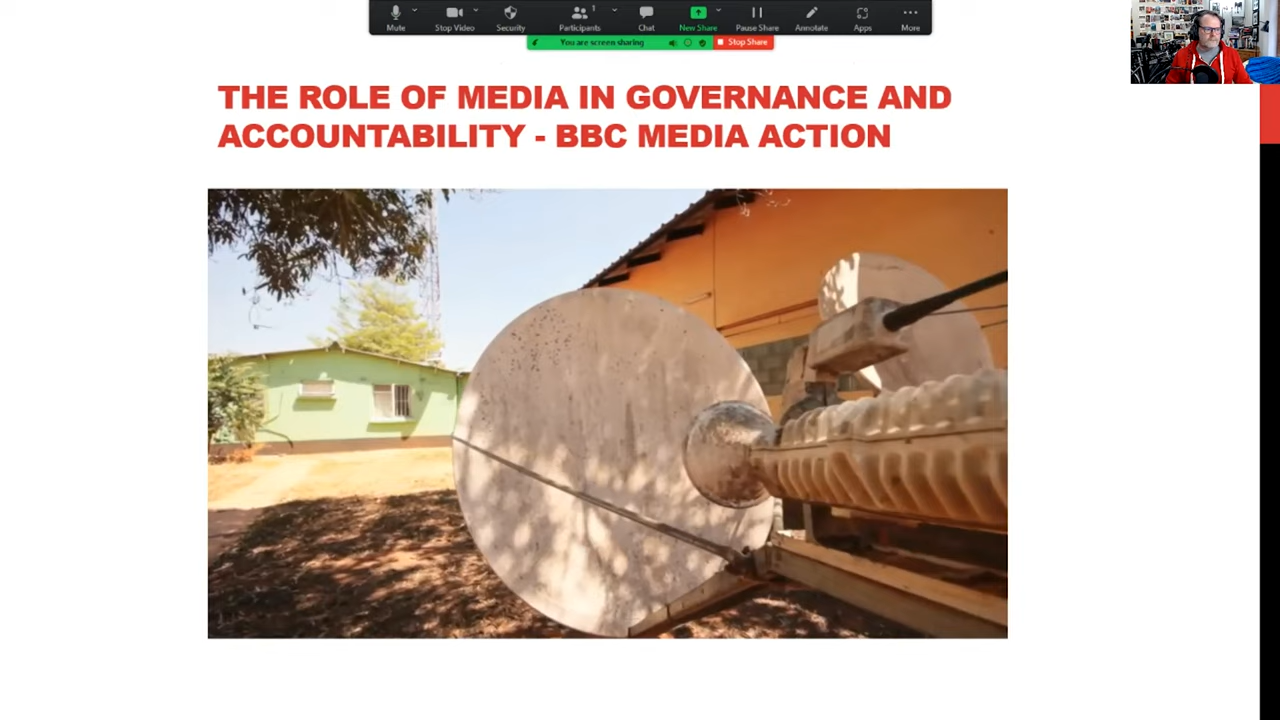 1
Mute
Stop Video
Security
Participants
Chat
New Share
Pause Share
Annotate
Apps
More
You are screen sharing
Stop Share
THE ROLE OF MEDIA IN GOVERNANCE AND
ACCOUNTABILITY - BBC MEDIA ACTION